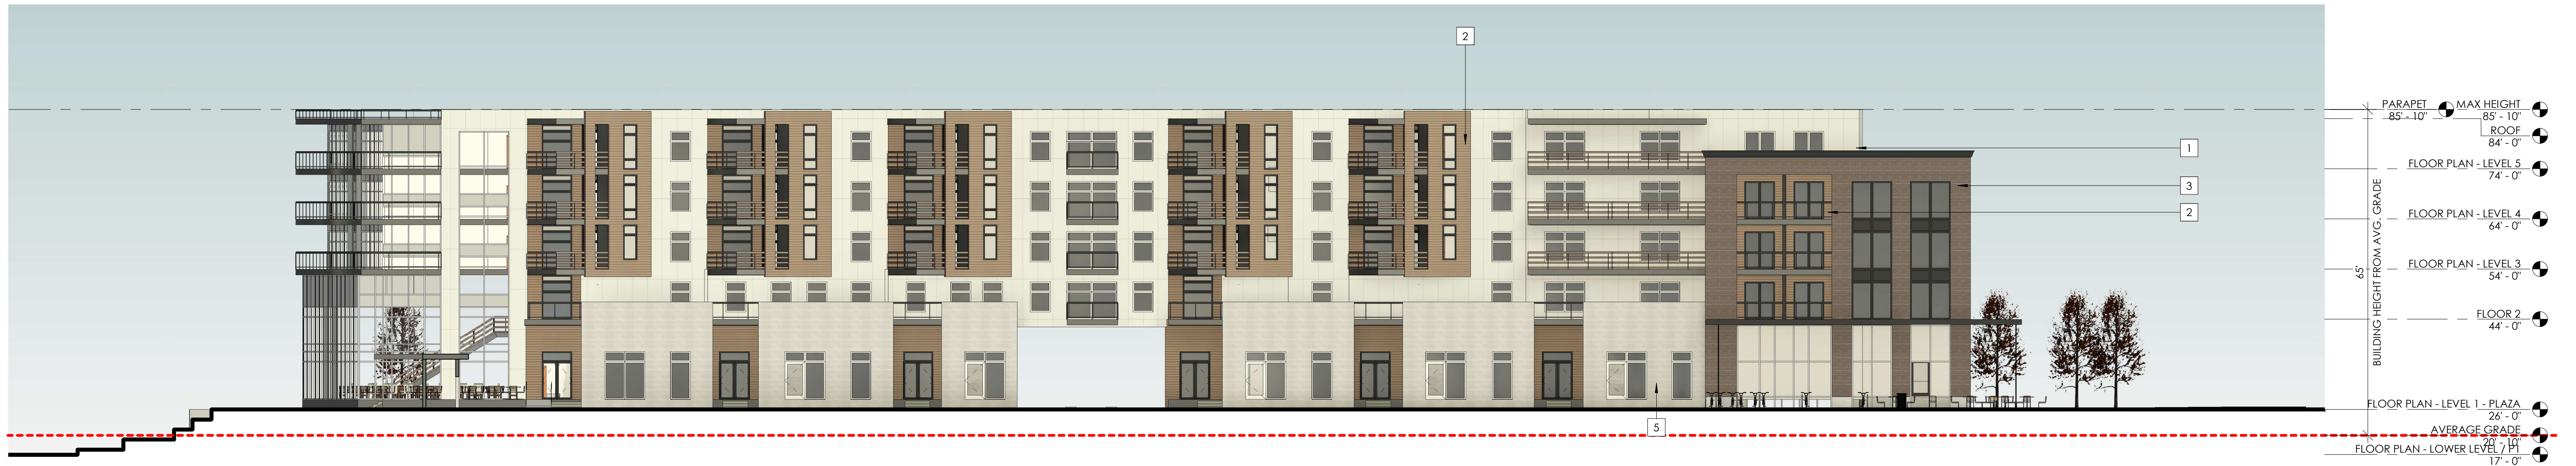 2
PARAPET
85' - 10"
MAX HEIGHT
85' - 10"
ROOF
84' - 0"
1
FLOOR PLAN - LEVEL 5
74' - 0"
3
2
FLOOR PLAN - LEVEL 4
64' - 0"
FLOOR PLAN - LEVEL 3
54' - 0"
65'
BUILDING HEIGHT FROM AVG. GRADE
FLOOR 2
44' - 0"
FLOOR PLAN - LEVEL 1 - PLAZA
26' - 0"
5
AVERAGE GRADE
20' - 10"
FLOOR PLAN - LOWER LEVEL / P1
17' - 0"